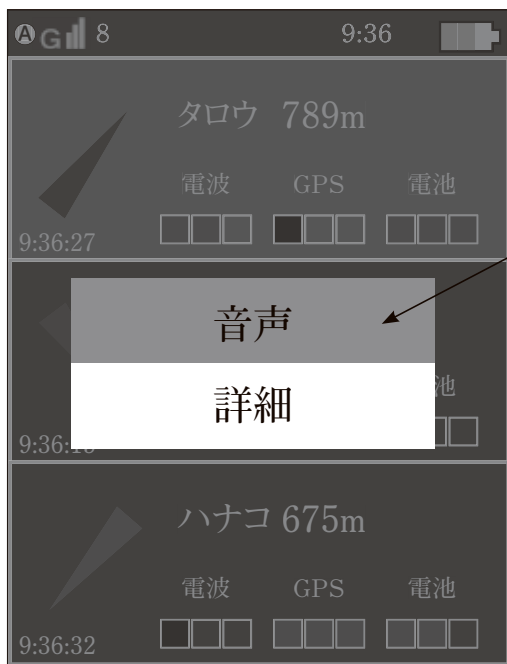 A G 8 9:36
タロウ 789m
電波 GPS 電池
9:36:27
音声
詳細
池
9:36:
ハナコ 675m
電波 GPS 電池
9:36:32